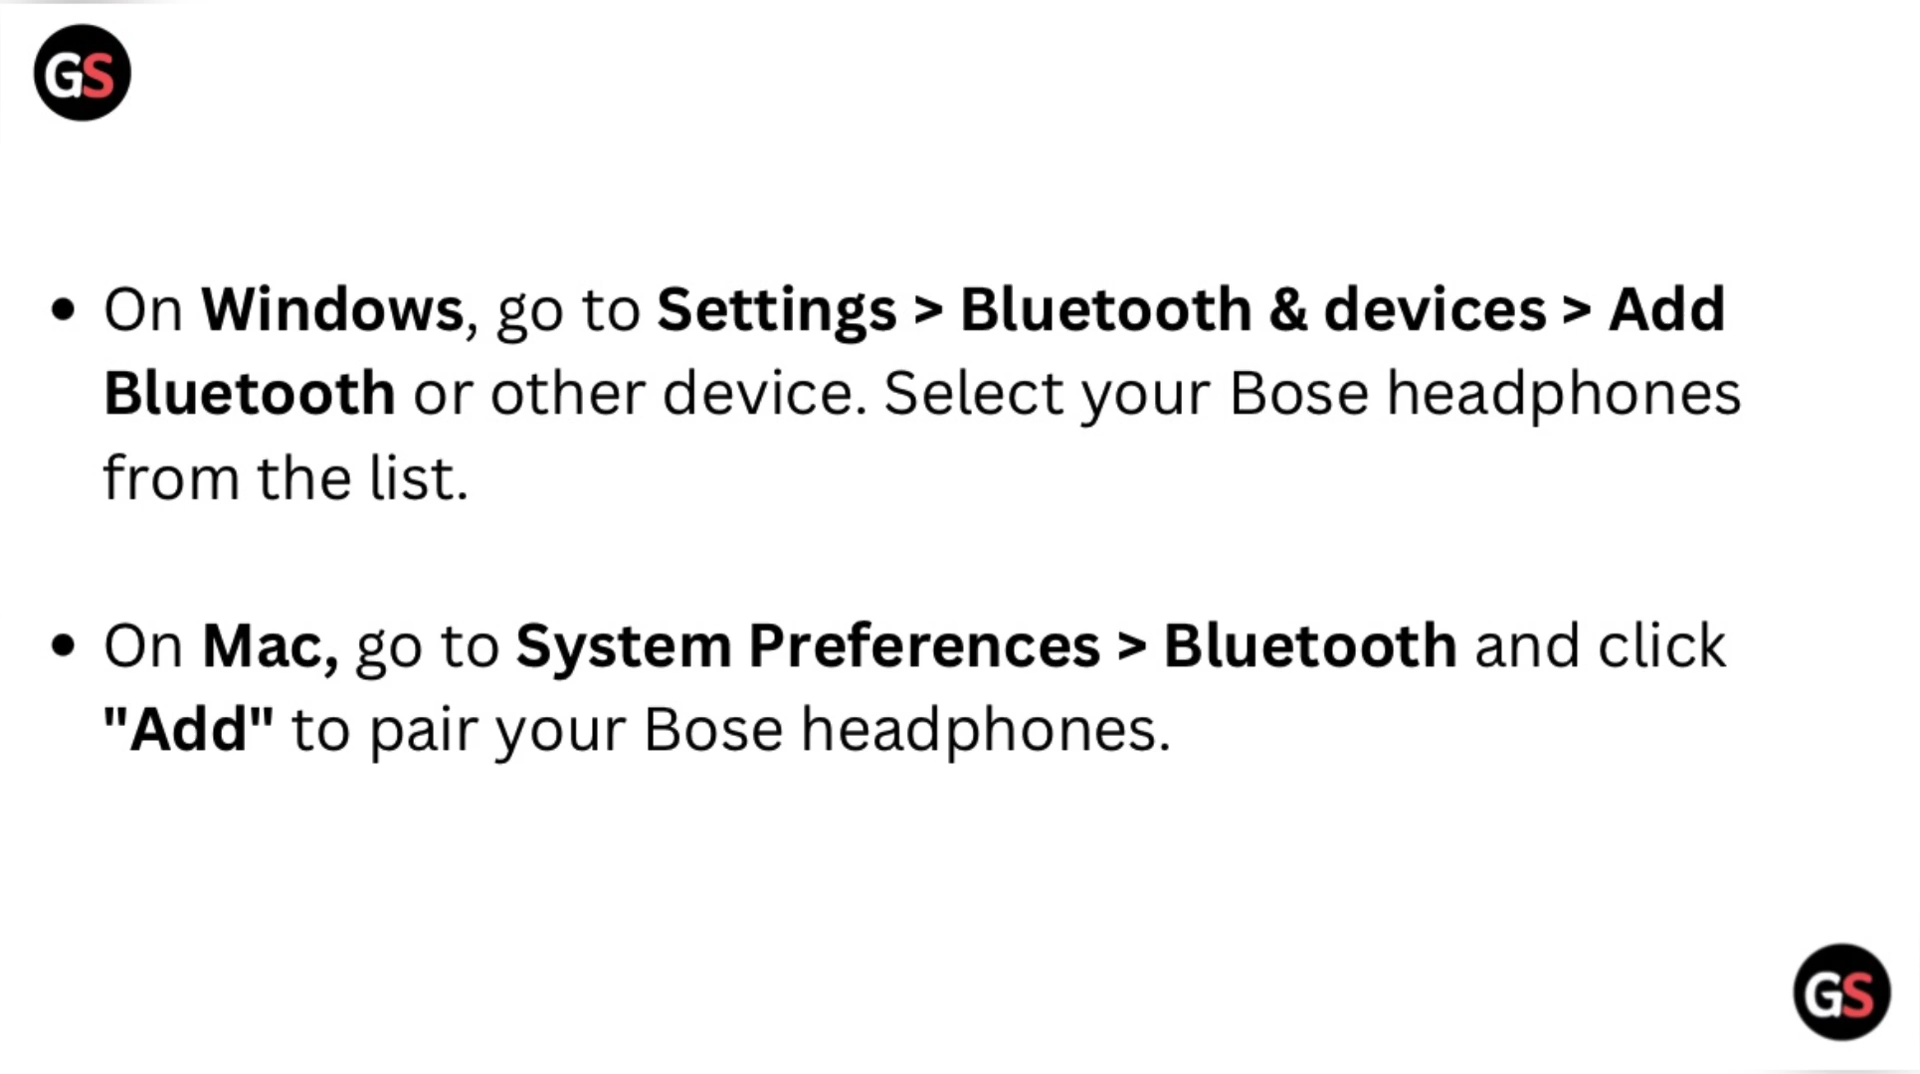 GS
• On Windows, go to Settings > Bluetooth & devices > Add
Bluetooth or other device. Select your Bose headphones
from the list.
• On Mac, go to System Preferences > Bluetooth and click
"Add" to pair your Bose headphones.
GS